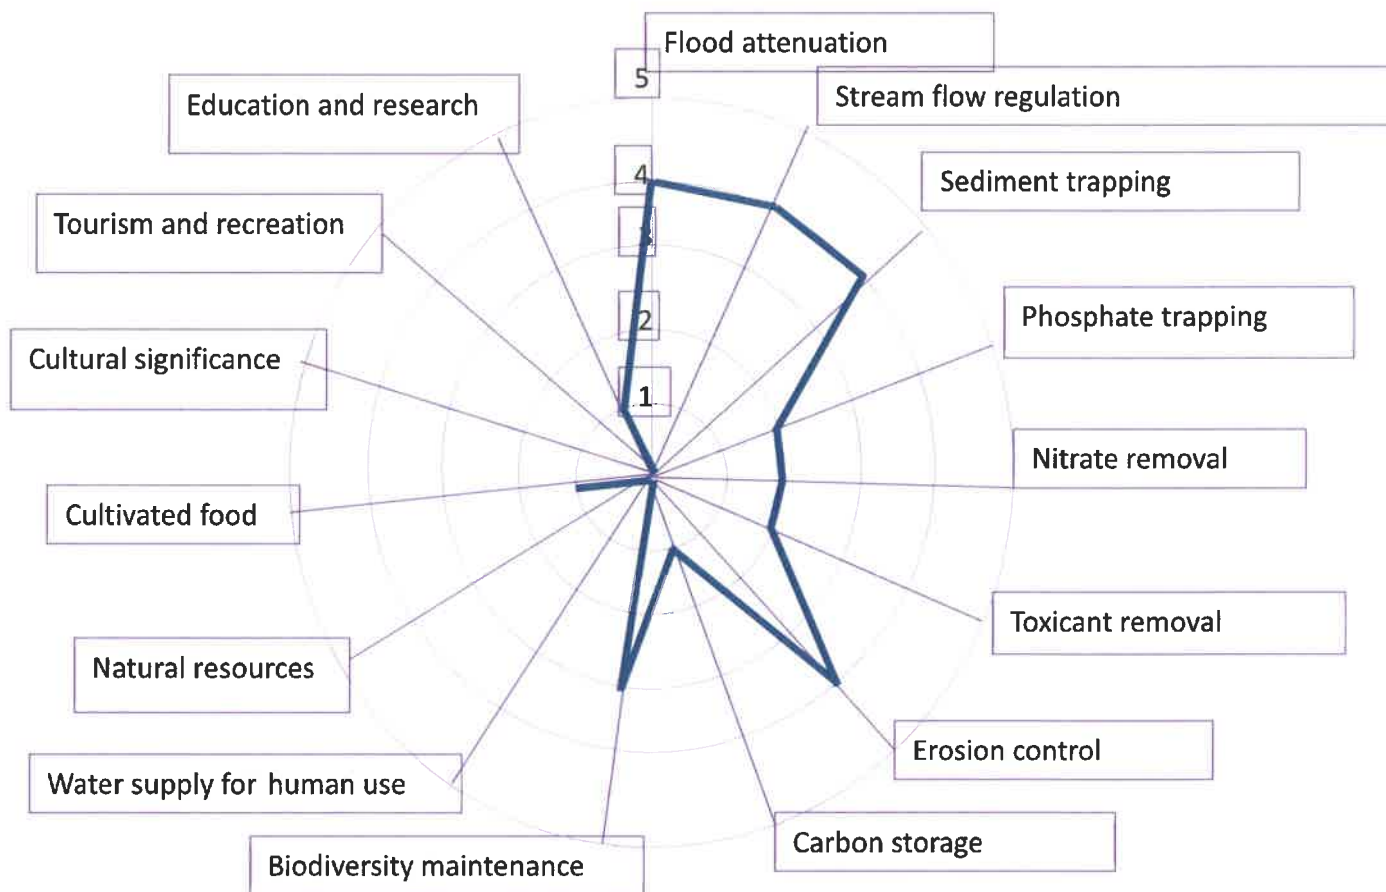 Flood attenuation
5
Stream flow regulation
Education and research
4
Sediment trapping
Tourism and recreation
3
Phosphate trapping
2
Cultural significance
1
Nitrate removal
Cultivated food
Toxicant removal
Natural resources
Erosion control
Water supply for human use
Carbon storage
Biodiversity maintenance